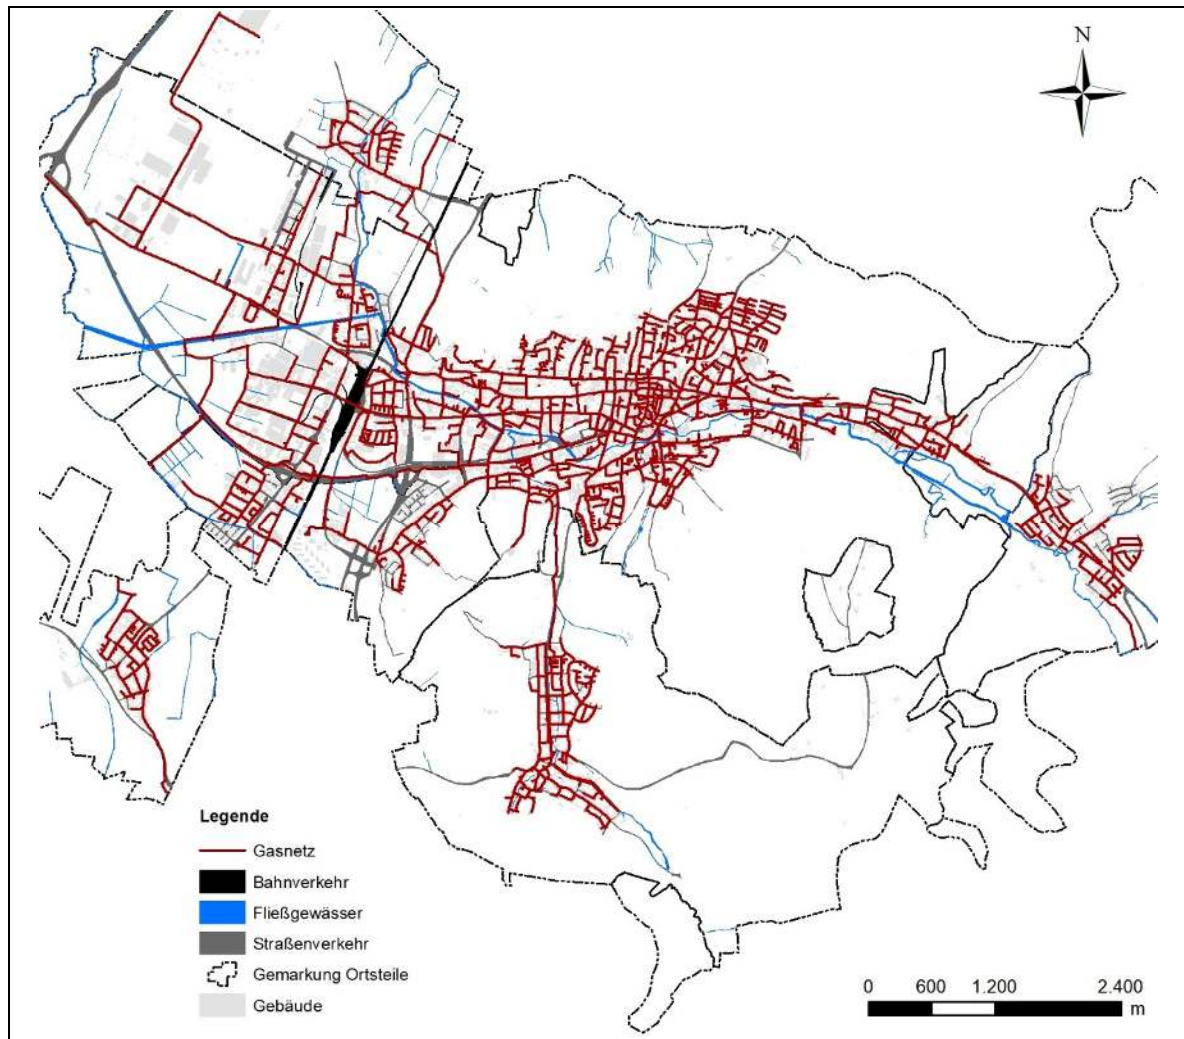 N
Legende
Gasnetz
Bahnverkehr
Fließgewässer
Straßenverkehr
Gemarkung Ortsteile
Gebäude
0 600 1.200 2.400
m